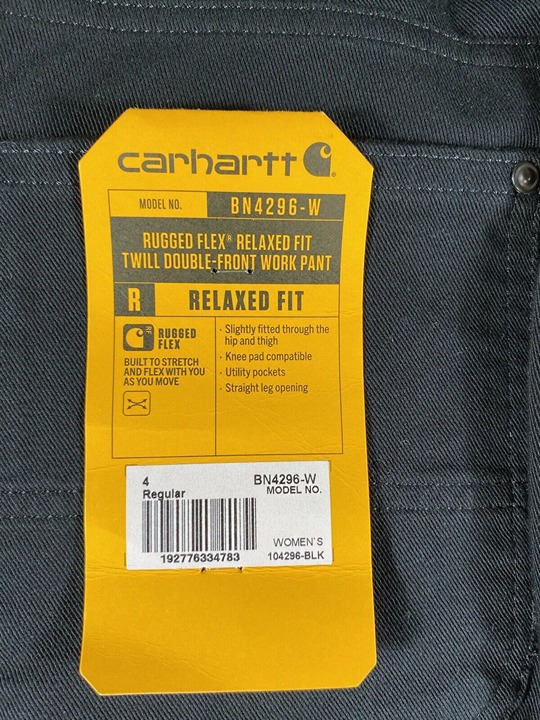 carhartt
MODEL NO. BN4296-W
RUGGED FLEX® RELAXED FIT
TWILL DOUBLE-FRONT WORK PANT
R RELAXED FIT
RF
RUGGED
FLEX
BUILT TO STRETCH
AND FLEX WITH YOU
AS YOU MOVE
· Slightly fitted through the
hip and thigh
· Knee pad compatible
· Utility pockets
· Straight leg opening
4 BN4296-W
Regular MODEL NO.
WOMEN`S
192776334783 104296-BLK